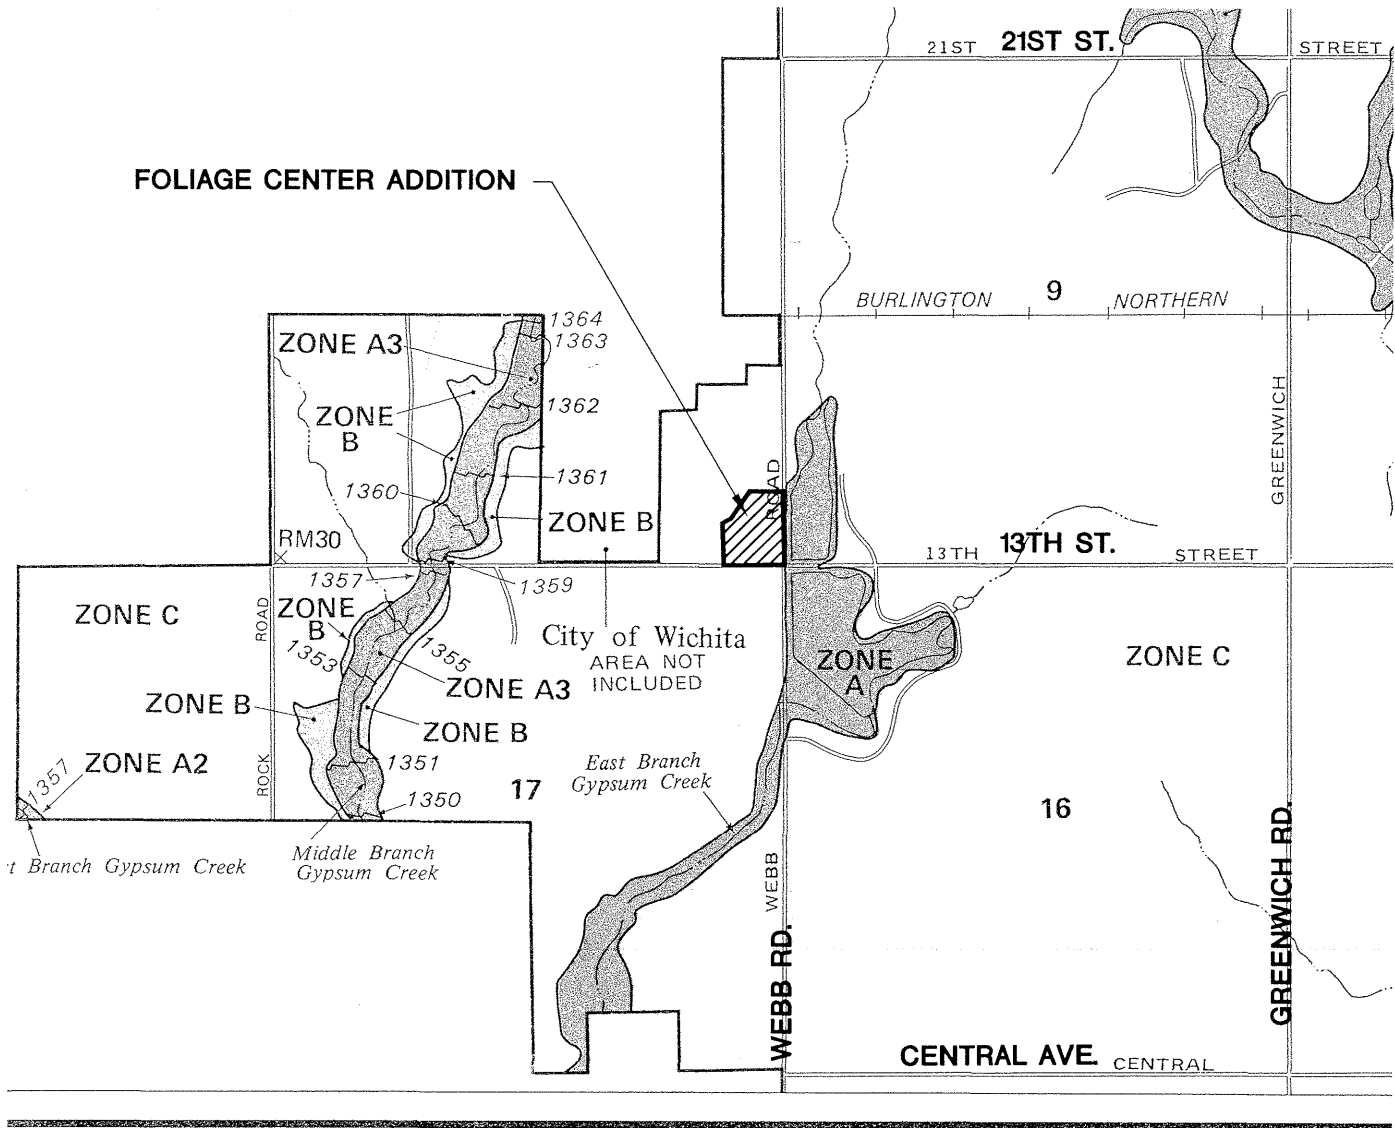 21ST 21ST ST. STREET
FOLIAGE CENTER ADDITION
BURLINGTON 9 NORTHERN
1364
ZONE A3
1363
ZONE
B
1362
GREENWICH
1361
1360
ROAD
ZONE B
RM30
13TH 13TH ST. STREET
1357
1359
ZONE C
ROAD
ZONE
B
City of Wichita
AREA NOT
INCLUDED
1353
1355
ZONE
A
ZONE C
ZONE A3
ZONE B
ZONE B
ZONE A2
1357
ROCK
1351
East Branch
Gypsum Creek
17
1350
16
t Branch Gypsum Creek
Middle Branch
Gypsum Creek
WEBB
WEBB RD.
GREENWICH RD.
CENTRAL AVE. CENTRAL